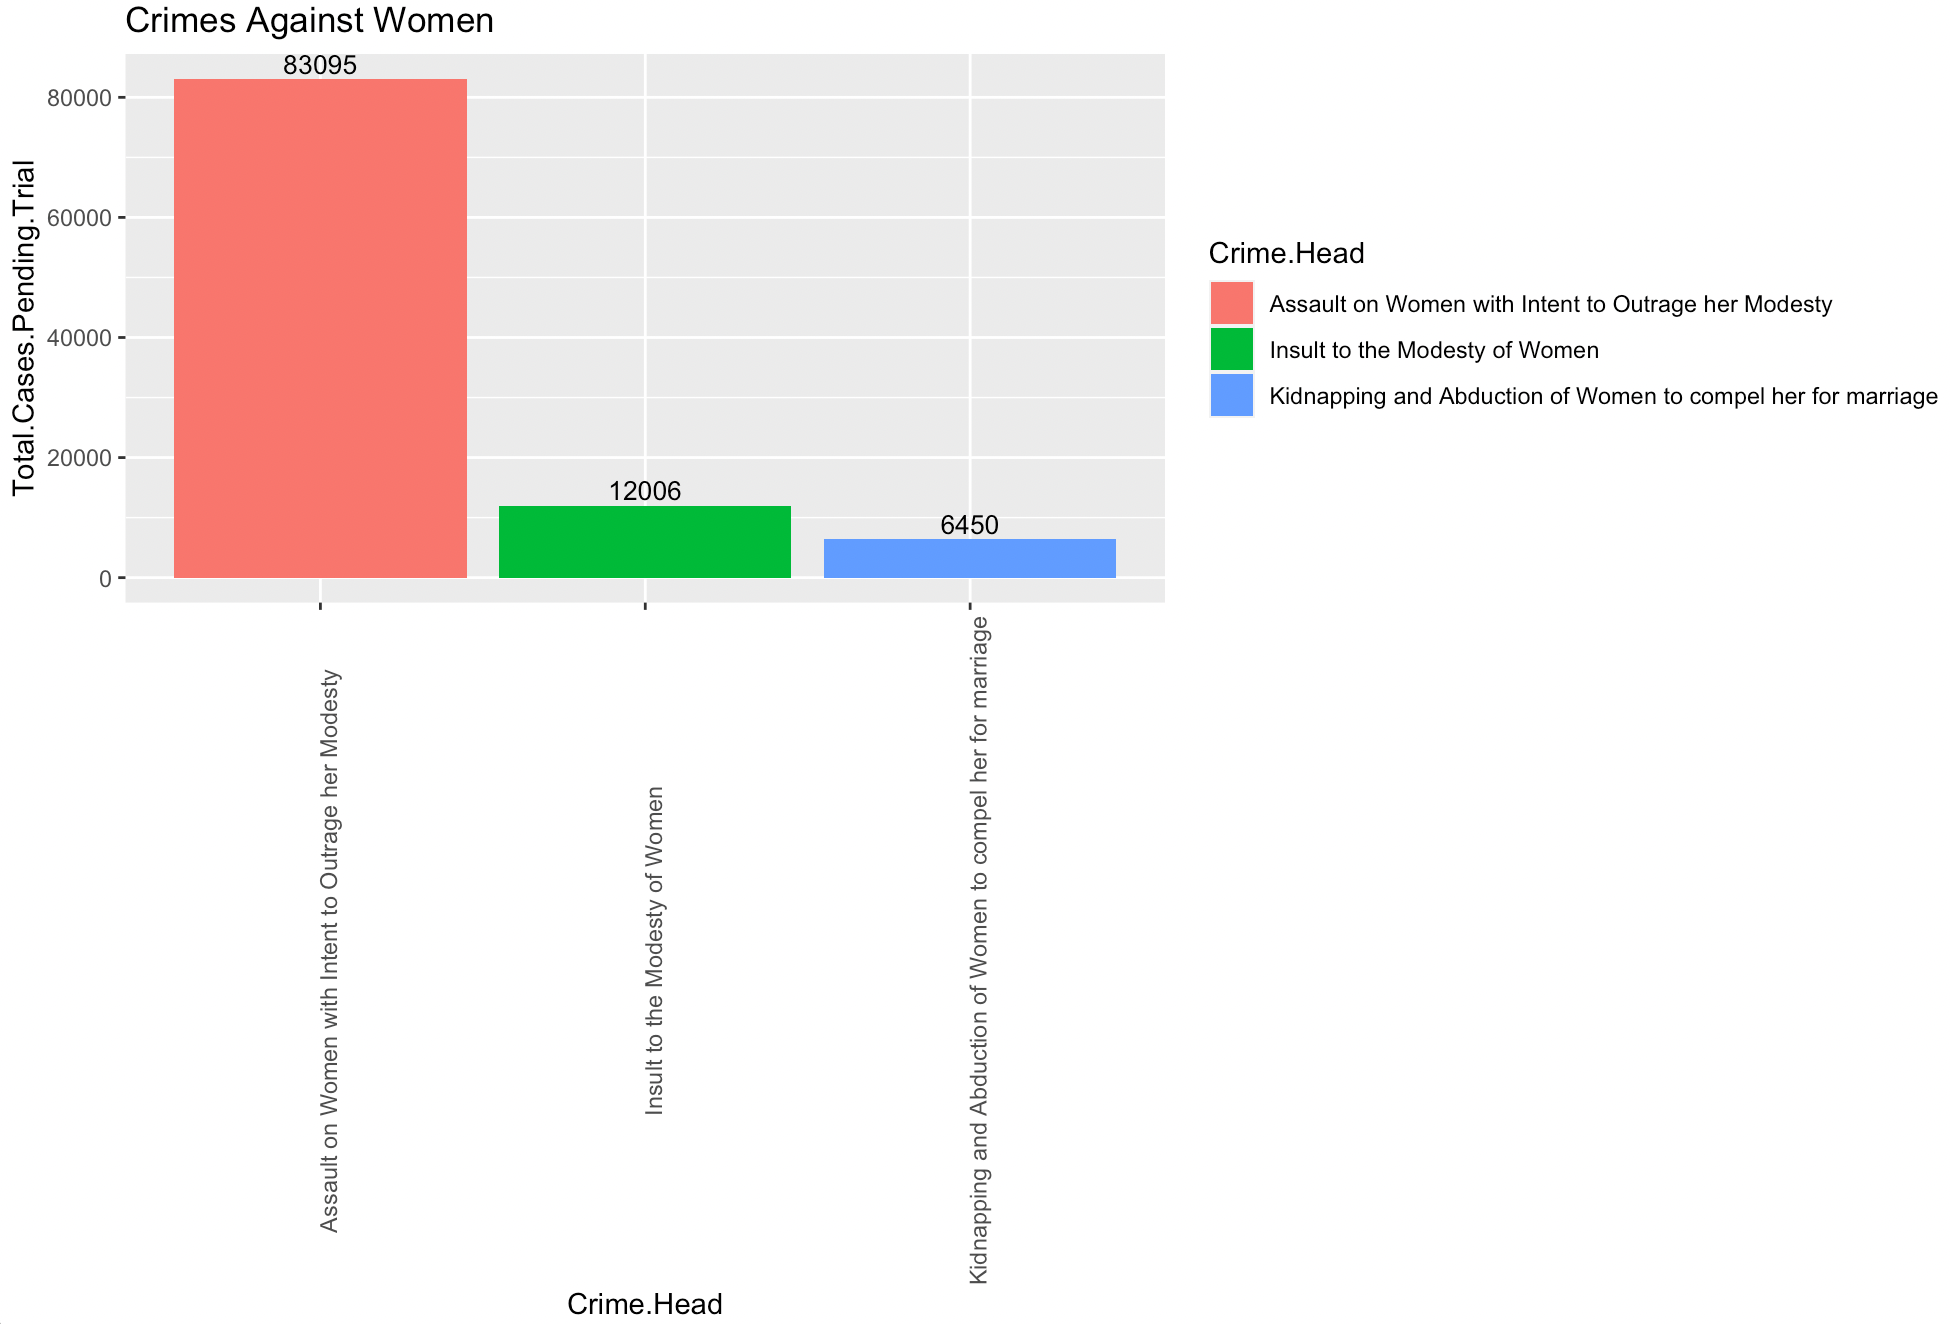 Crimes Against Women
Total.Cases.Pending.Trial
80000
60000
40000
20000
0
83095
12006
6450
Assault on Women with Intent to Outrage her Modesty
Insult to the Modesty of Women
Kidnapping and Abduction of Women to compel her for marriage
Crime.Head
Crime.Head
Assault on Women with Intent to Outrage her Modesty
Insult to the Modesty of Women
Kidnapping and Abduction of Women to compel her for marriage